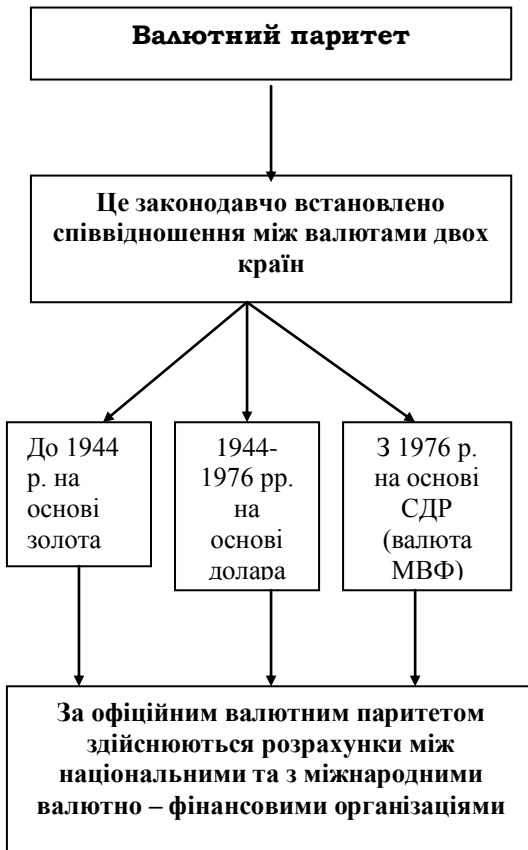 Валютний паритет
Це законодавчо встановлено
співвідношення між валютами двох
країн
До 1944
р. на
основі
золота
1944-
1976 рр.
на
основі
долара
З 1976 р.
на основі
СДР
(валюта
МВФ)
За офіційним валютним паритетом
здійснюються розрахунки між
національними та з міжнародними
валютно – фінансовими організаціями